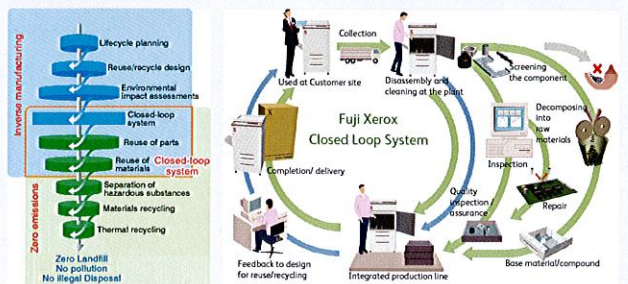 Inverse manufacturing
Zero emissions
Lifecycle planning
Reuse/recycle design
Environmental
impact assessments
Closed-loop
system
Reuse of parts
Reuse of
materials
Closed-loop
system
Separation of
hazardous substances
Materials recycling
Thermal recycling
Zero Landfill
No pollution
No illegal Disposal
Fuji Xerox
Closed Loop System
Used at Customer site
Collection
Disassembly and
cleaning at the plant
Screening
the component
Decomposing
into
raw
materials
Inspection
Repair
Quality
inspection/
assurance
Base material/compound
Integrated production line
Feedback to design
for reuse/recycling
Completion/ delivery